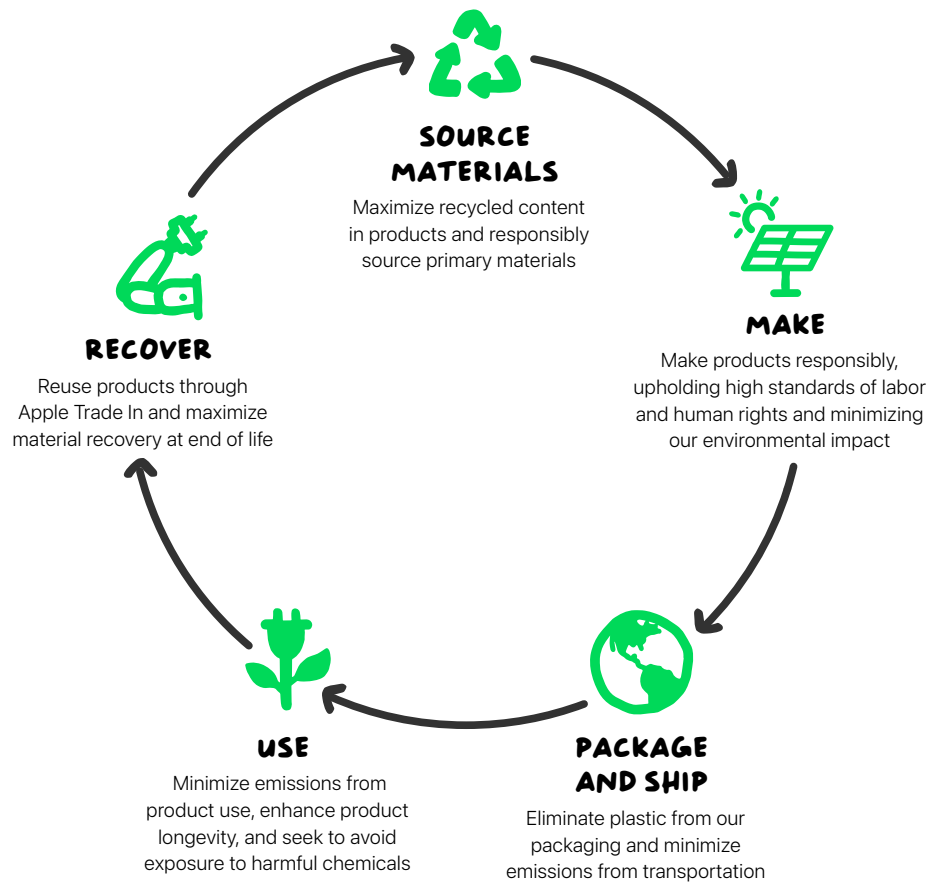 SOURCE
MATERIALS
Maximize recycled content
in products and responsibly
source primary materials
MAKE
Make products responsibly,
upholding high standards of labor
and human rights and minimizing
our environmental impact
PACKAGE
AND SHIP
Eliminate plastic from our
packaging and minimize
emissions from transportation
USE
Minimize emissions from
product use, enhance product
longevity, and seek to avoid
exposure to harmful chemicals
RECOVER
Reuse products through
Apple Trade In and maximize
material recovery at end of life